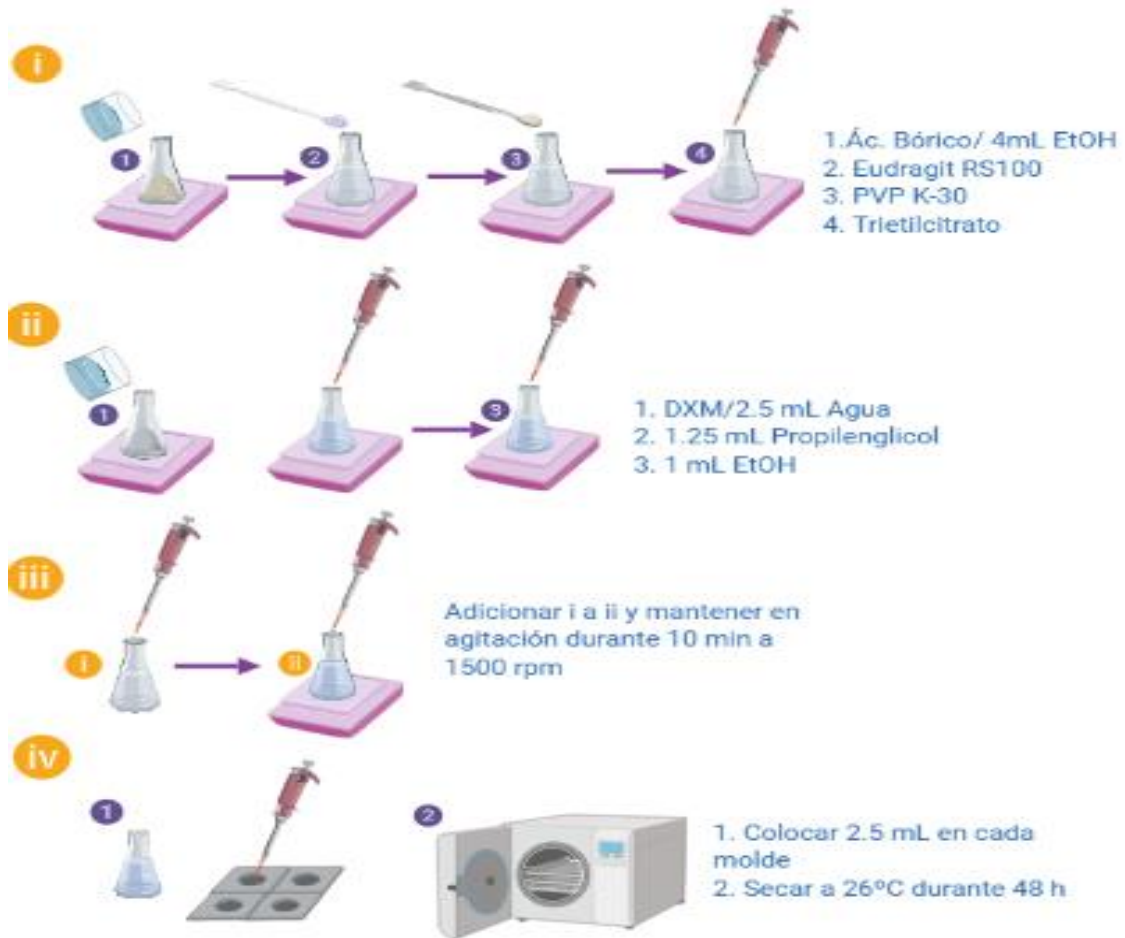 i
1
2
3
4
1.Ác. Bórico/ 4mL EtOH
2. Eudragit RS100
3. PVP K-30
4. Trietilcitrato
ii
1
3
1. DXM/2.5 mL Agua
2. 1.25 mL Propilenglicol
3. 1 mL EtOH
iii
i
ii
Adicionar i a ii y mantener en
agitación durante 10 min a
1500 rpm
iv
1
2
1. Colocar 2.5 mL en cada
molde
2. Secar a 26ºC durante 48 h